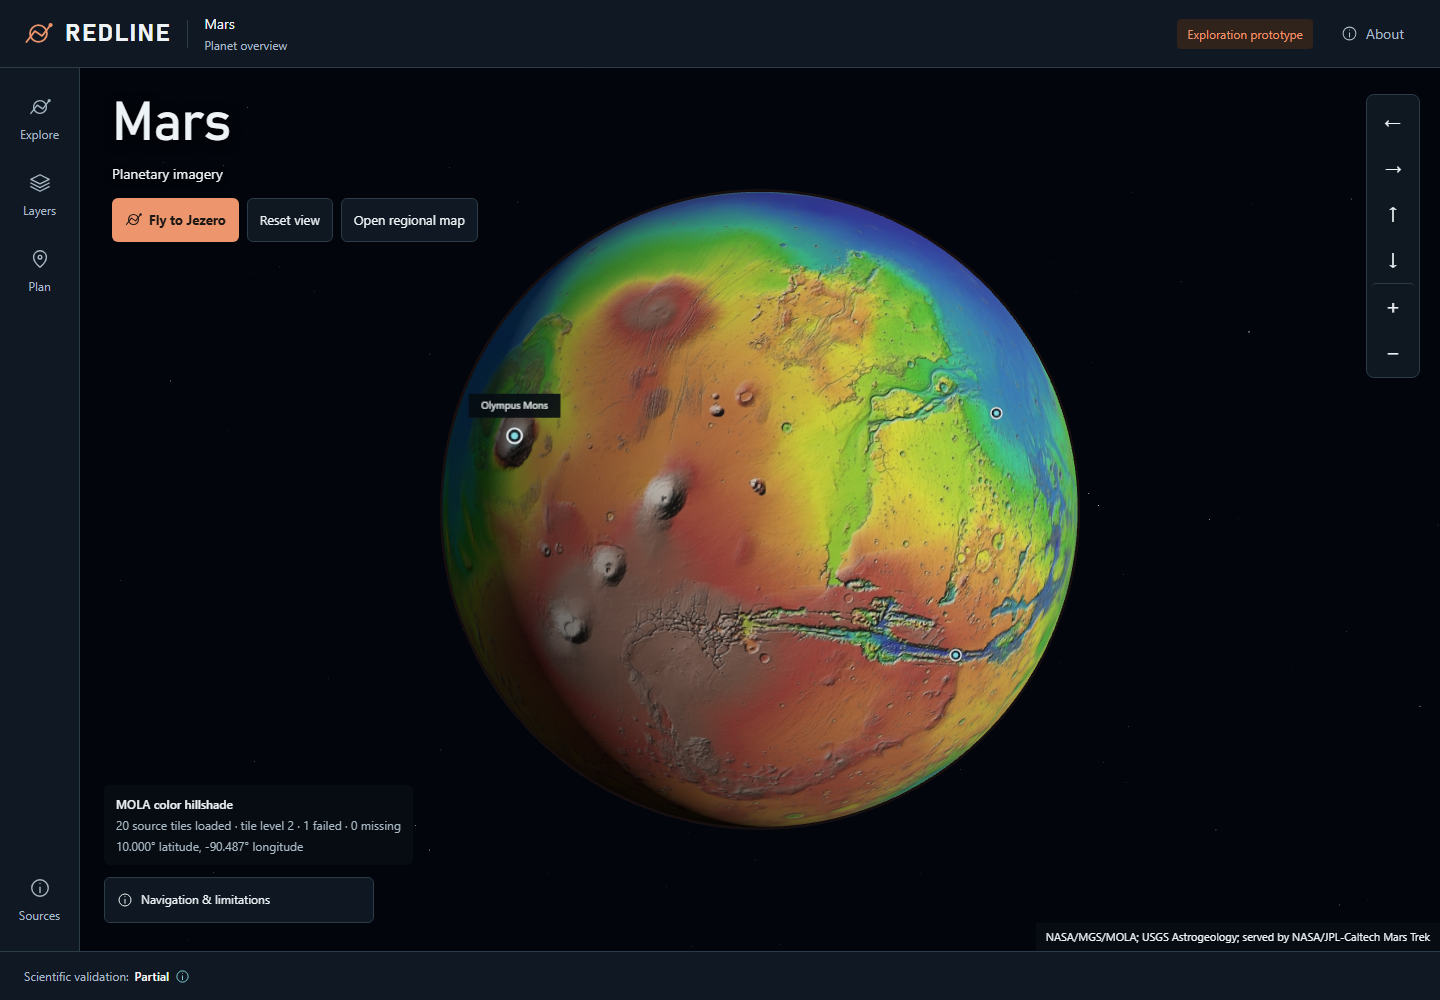 REDLINE
Mars
Planet overview
Exploration prototype
About
Explore
Layers
Plan
Sources
Mars
Planetary imagery
Fly to Jezero
Reset view
Open regional map
←
→
↑
↓
+
−
Olympus Mons
MOLA color hillshade
20 source tiles loaded · tile level 2 · 1 failed · 0 missing
10.000° latitude, -90.487° longitude
Navigation & limitations
NASA/MGS/MOLA; USGS Astrogeology; served by NASA/JPL-Caltech Mars Trek
Scientific validation: Partial